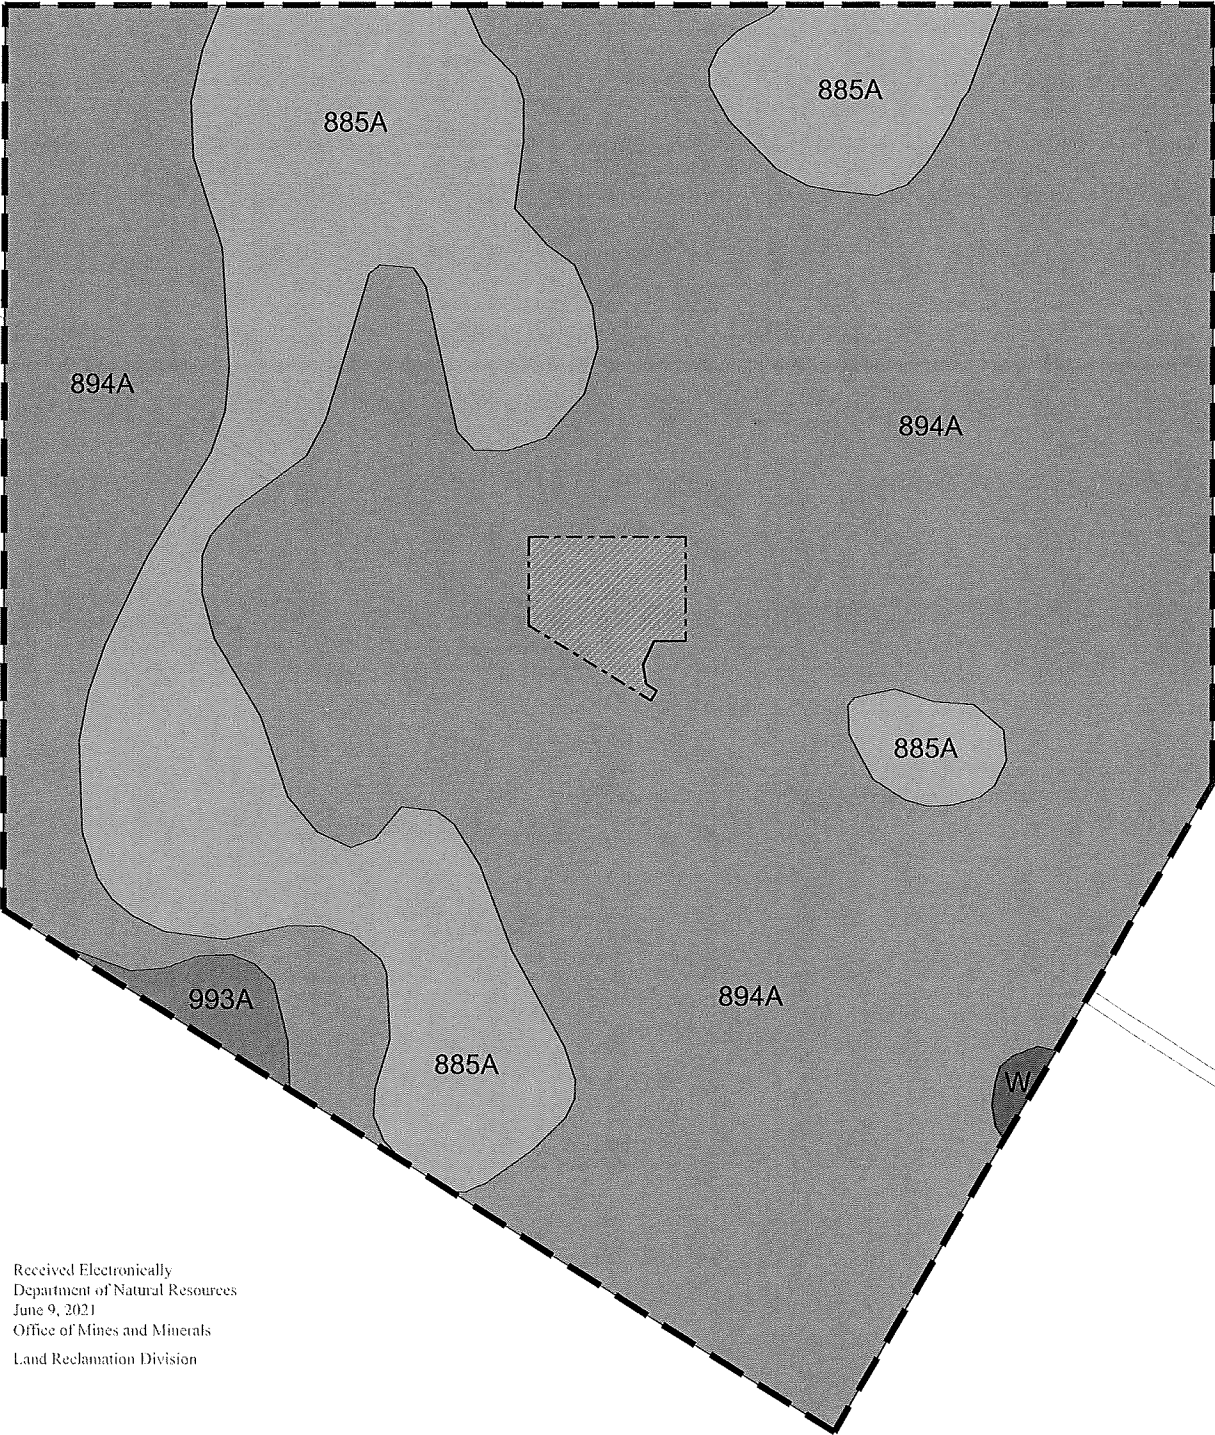 885A
885A
894A
894A
885A
993A
894A
885A
W
Received Electronically
Department of Natural Resources
June 9, 2021
Office of Mines and Minerals
Land Reclamation Division